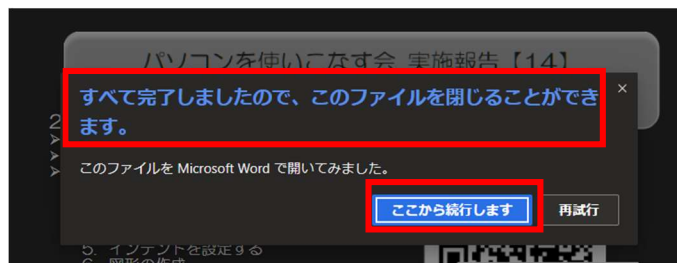 パソコンを使いこなす会 実施報告【14】
すべて完了しましたので、このファイルを閉じることができ
ます。
×
2
このファイルを Microsoft Word で開いてみました。
ここから続行します
再試行
5. インデントを設定する
6. 図形の作成